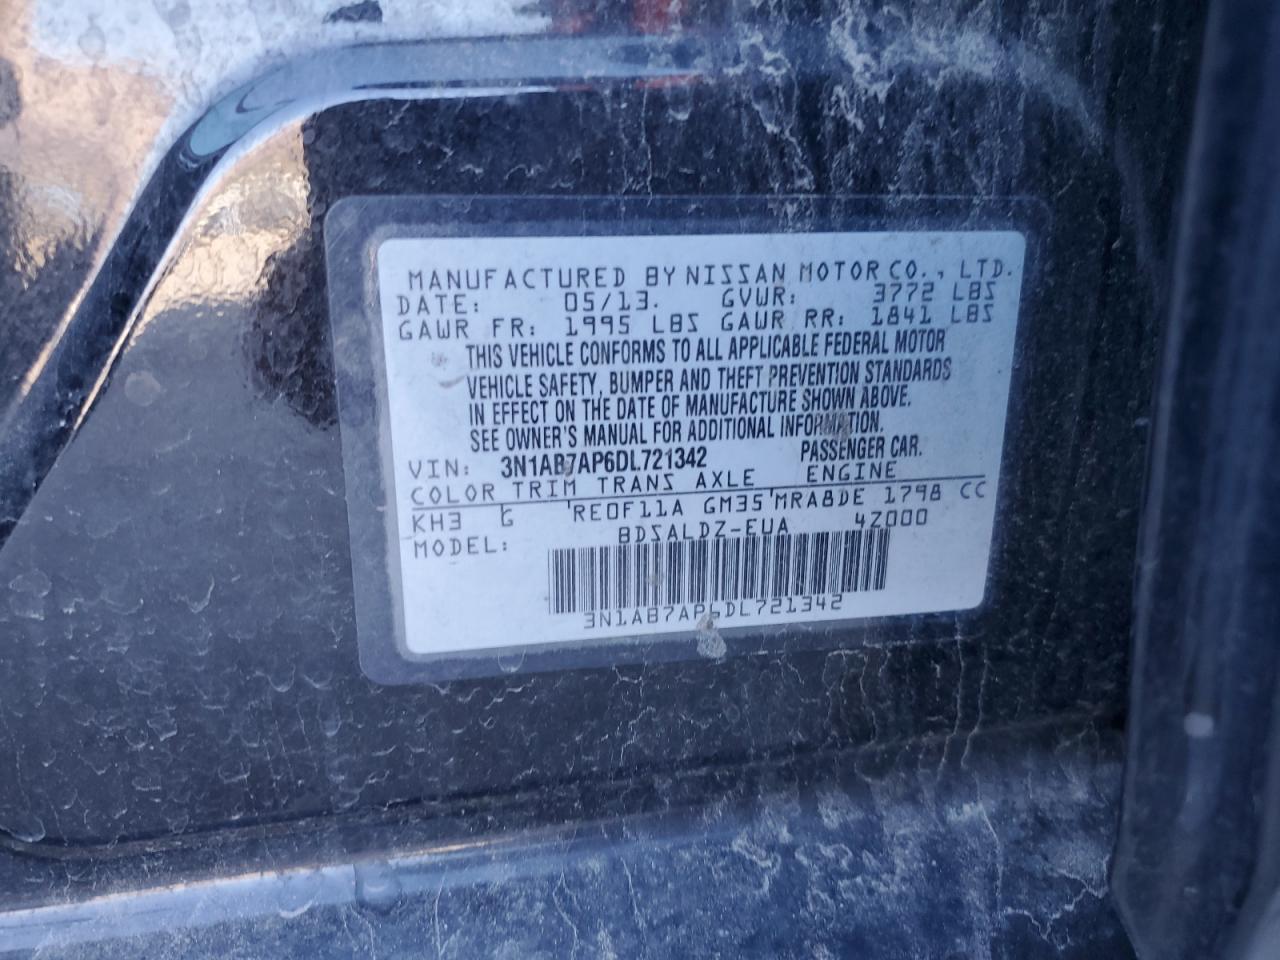 MANUFACTURED BY NISSAN MOTOR CO., LTD.
DATE: 05/13. GVWR: 3772 LBS
GAWR FR: 1995 LBS GAWR RR: 1841 LBS
THIS VEHICLE CONFORMS TO ALL APPLICABLE FEDERAL MOTOR
VEHICLE SAFETY, BUMPER AND THEFT PREVENTION STANDARDS
IN EFFECT ON THE DATE OF MANUFACTURE SHOWN ABOVE.
SEE OWNER'S MANUAL FOR ADDITIONAL INFORMATION.
VIN: 3N1AB7AP6DL721342 PASSENGER CAR.
COLOR TRIM TRANS AXLE ENGINE
KH3 G 'RE0F11A GM35'MRA8DE 1798 CC
MODEL: BDSALDZ-EUA 4Z000
3N1AB7AP6DL721342